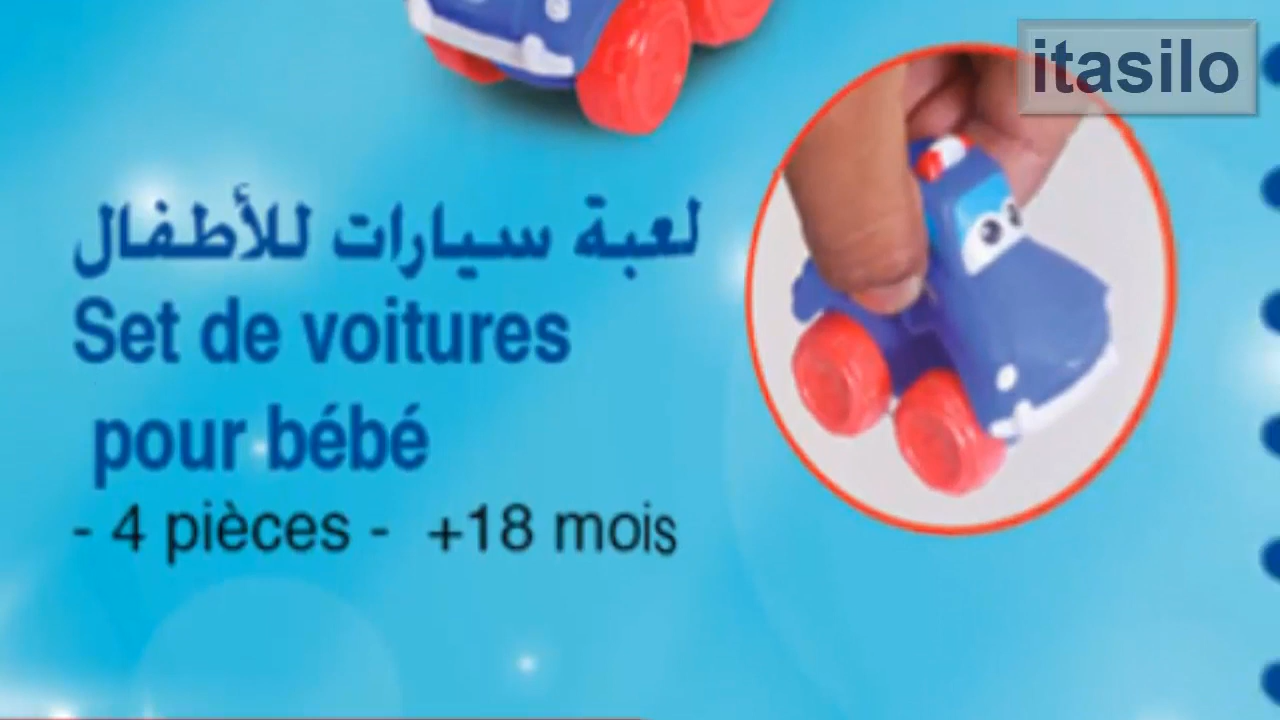 itasilo
لعبة سيارات للأطفال
Set de voitures
pour bébé
- 4 pièces - +18 mois